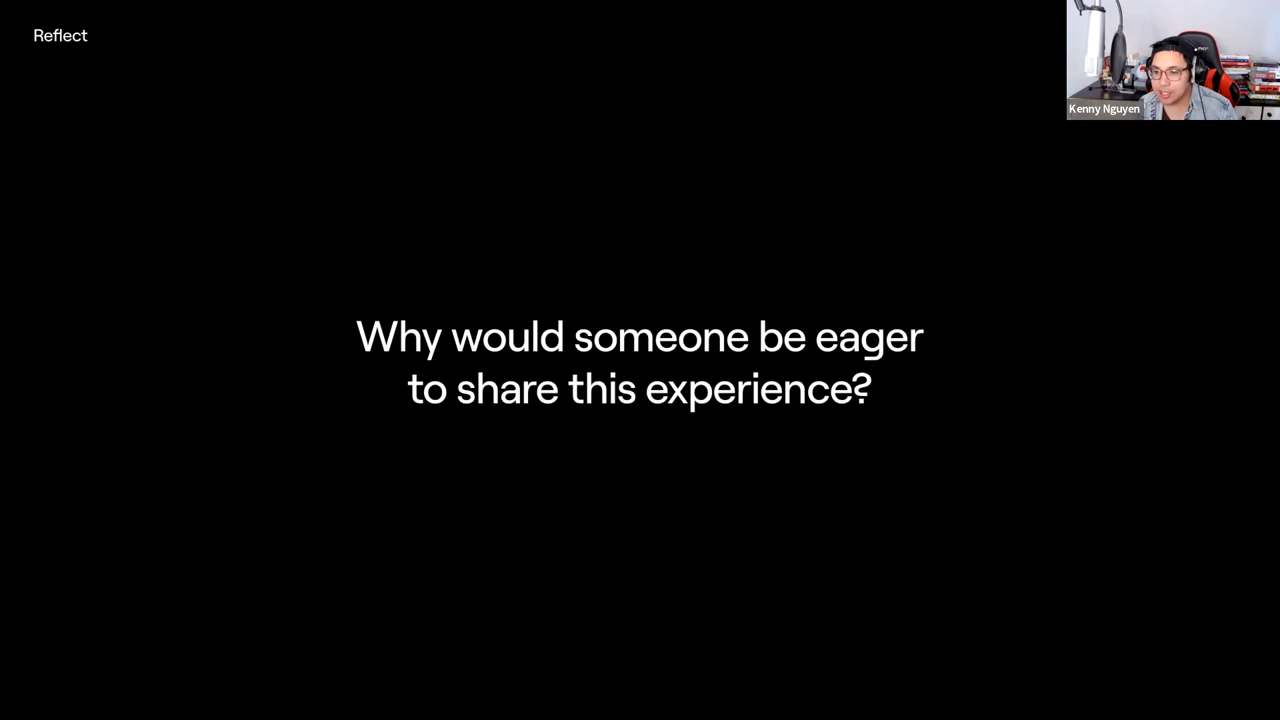 Reflect
Kenny Nguyen
Why would someone be eager
to share this experience?